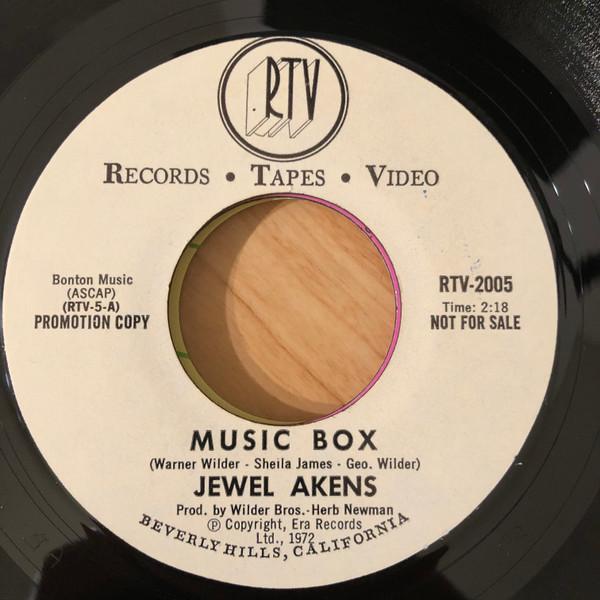 RTV
RECORDS • TAPES • VIDEO
Bonton Music
(ASCAP)
(RTV-5-A)
PROMOTION COPY
RTV-2005
Time: 2:18
NOT FOR SALE
MUSIC BOX
(Warner Wilder - Sheila James - Geo. Wilder)
JEWEL AKENS
Prod. by Wilder Bros.-Herb Newman
Ⓟ Copyright, Era Records
Ltd., 1972
BEVERLY HILLS, CALIFORNIA